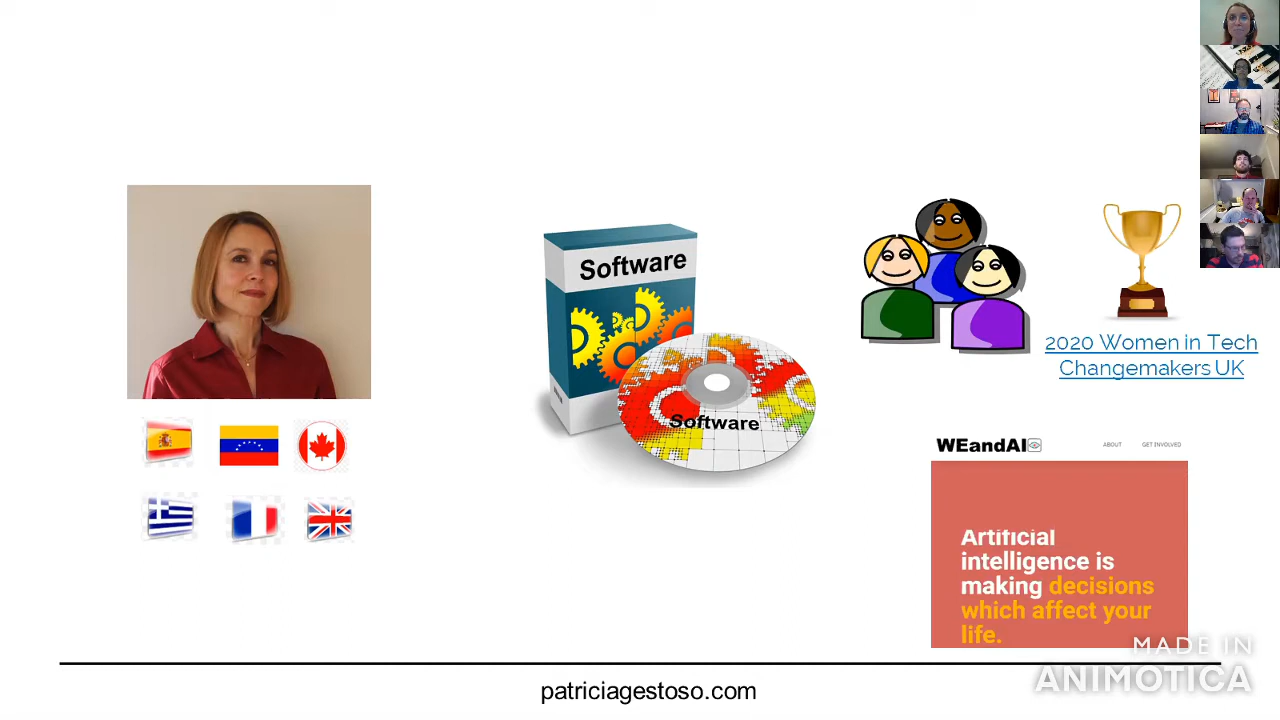 Software
Software
2020 Women in Tech
Changemakers UK
WEandAI
ABOUT
GET INVOLVED
Artificial
intelligence is
making decisions
which affect your
life.
MADE IN
ANIMOTICA
patriciagestoso.com